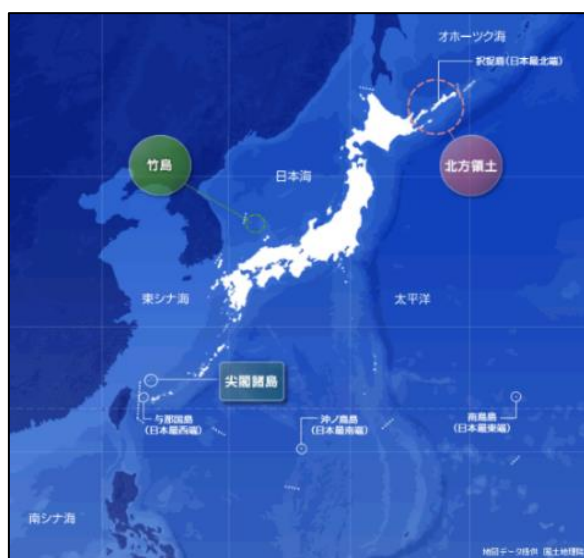 オホーツク海
択捉島(日本最北端)
竹島
北方領土
日本海
東シナ海
太平洋
尖閣諸島
与那国島
(日本最西端)
沖ノ鳥島
(日本最南端)
南鳥島
(日本最東端)
南シナ海
地図データ提供 国土地理院